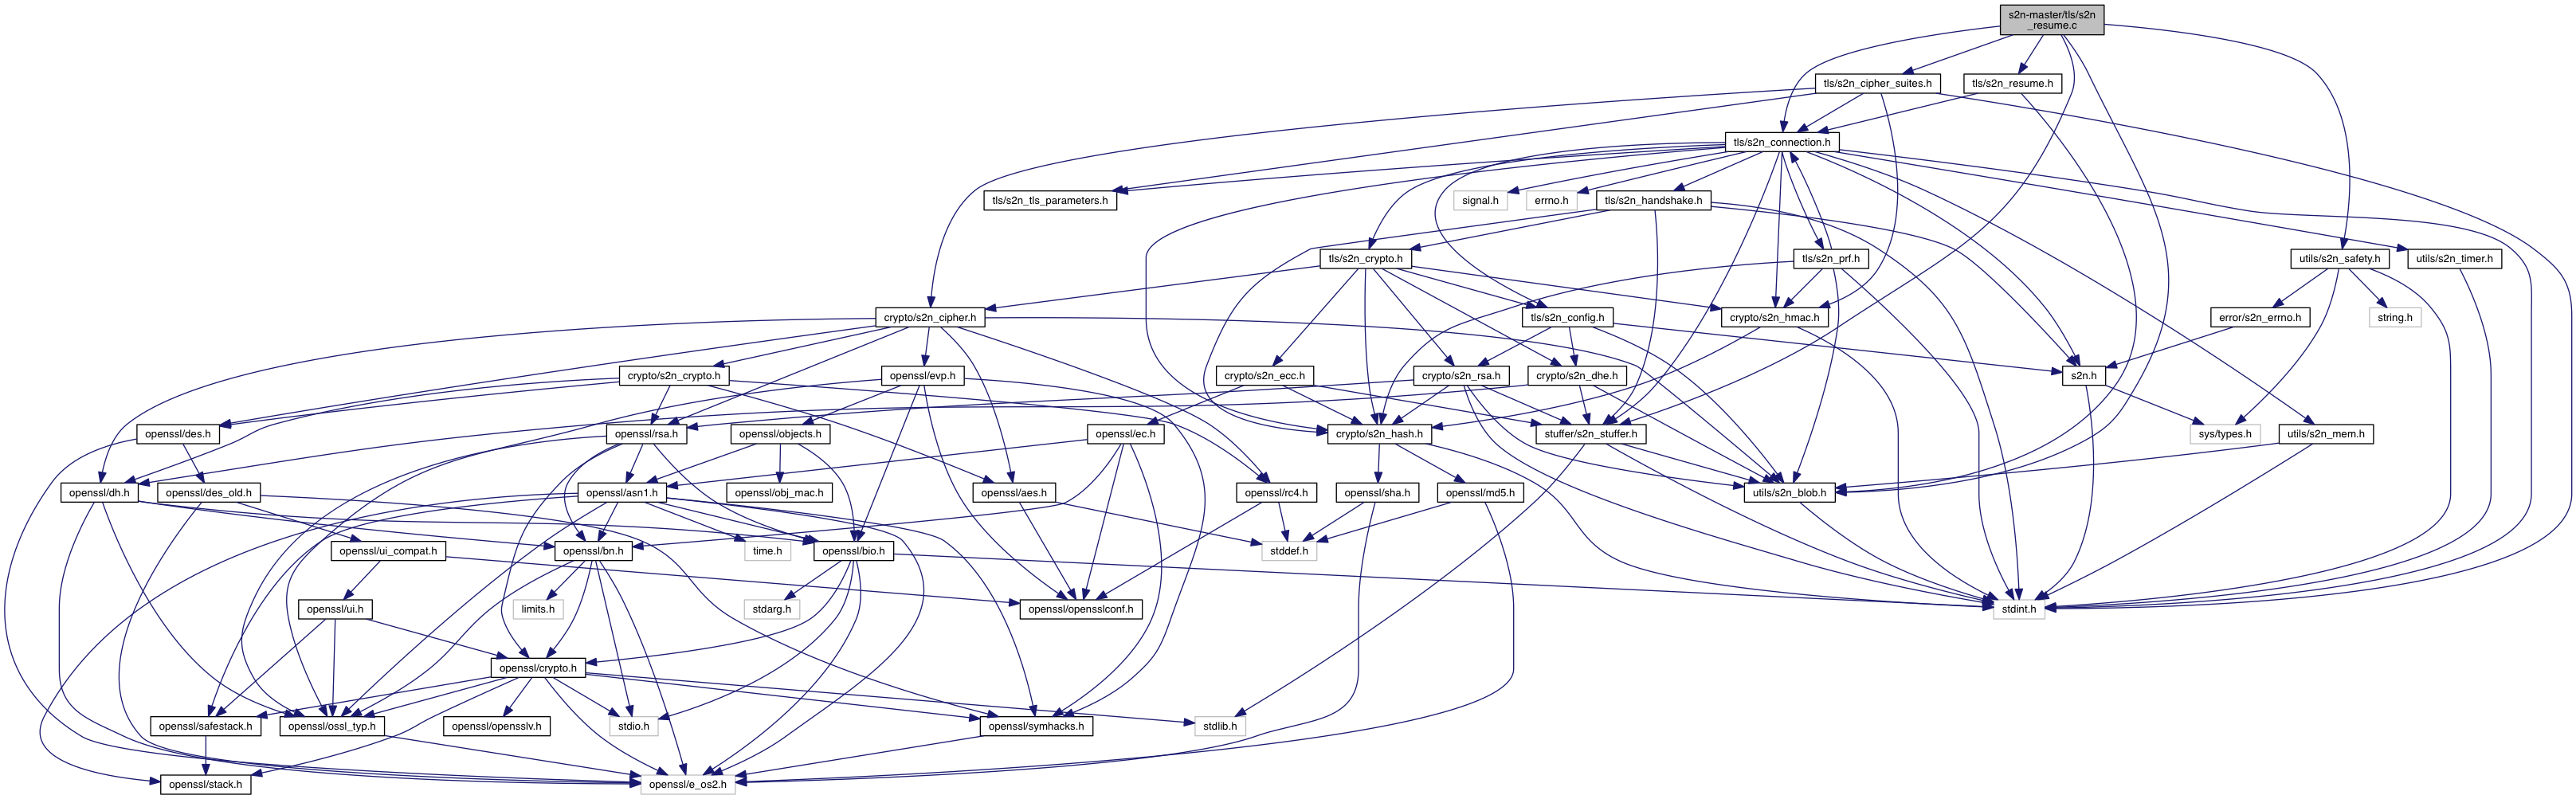 s2n-master/tls/s2n
_resume.c
tls/s2n_cipher_suites.h
tls/s2n_resume.h
tls/s2n_connection.h
tls/s2n_tls_parameters.h
signal.h
errno.h
tls/s2n_handshake.h
tls/s2n_crypto.h
tls/s2n_prf.h
utils/s2n_safety.h
utils/s2n_timer.h
crypto/s2n_cipher.h
tls/s2n_config.h
crypto/s2n_hmac.h
error/s2n_errno.h
string.h
crypto/s2n_crypto.h
openssl/evp.h
crypto/s2n_ecc.h
crypto/s2n_rsa.h
crypto/s2n_dhe.h
s2n.h
openssl/des.h
openssl/rsa.h
openssl/objects.h
openssl/ec.h
crypto/s2n_hash.h
stuffer/s2n_stuffer.h
sys/types.h
utils/s2n_mem.h
openssl/dh.h
openssl/des_old.h
openssl/asn1.h
openssl/obj_mac.h
openssl/aes.h
openssl/rc4.h
openssl/sha.h
openssl/md5.h
utils/s2n_blob.h
openssl/ui_compat.h
openssl/bn.h
time.h
openssl/bio.h
stddef.h
openssl/ui.h
limits.h
stdarg.h
openssl/opensslconf.h
stdint.h
openssl/crypto.h
openssl/safestack.h
openssl/ossl_typ.h
openssl/opensslv.h
stdio.h
openssl/symhacks.h
stdlib.h
openssl/stack.h
openssl/e_os2.h